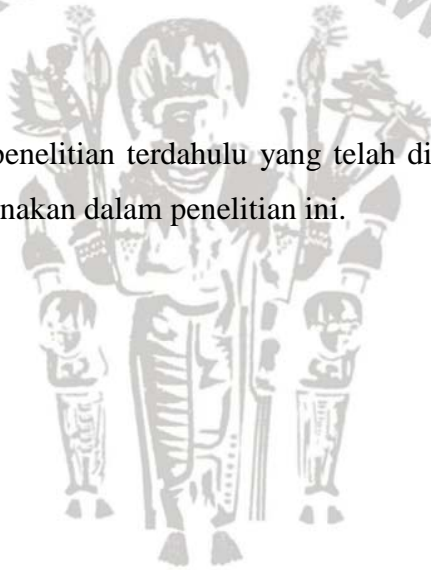 penelitian terdahulu yang telah di
nakan dalam penelitian ini.